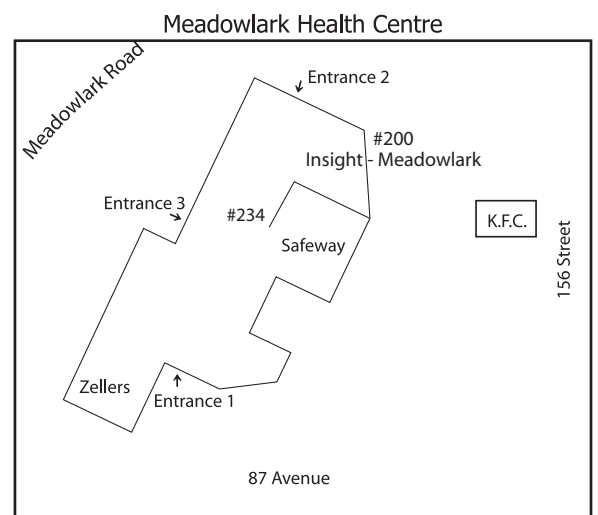 Meadowlark Health Centre
Meadowlark Road
Entrance 2
#200
Insight - Meadowlark
Entrance 3
#234
K.F.C.
Safeway
156 Street
Zellers
Entrance 1
87 Avenue